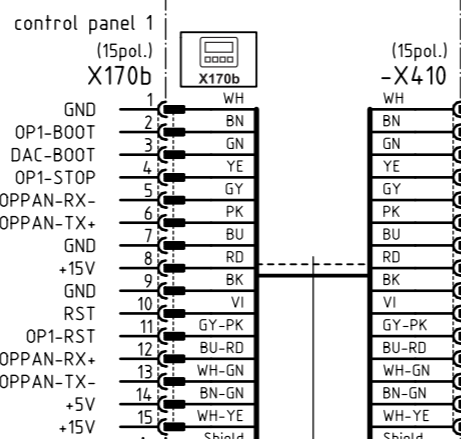 control panel 1
(15pol.)
X170b
X170b
(15pol.)
-X410
GND 1 WH WH
OP1-BOOT 2 BN BN
DAC-BOOT 3 GN GN
OP1-STOP 4 YE YE
OPPAN-RX- 5 GY GY
OPPAN-TX+ 6 PK PK
GND 7 BU BU
+15V 8 RD RD
GND 9 BK BK
RST 10 VI VI
OP1-RST 11 GY-PK GY-PK
OPPAN-RX+ 12 BU-RD BU-RD
OPPAN-TX- 13 WH-GN WH-GN
+5V 14 BN-GN BN-GN
+15V 15 WH-YE WH-YE
Shield Shield